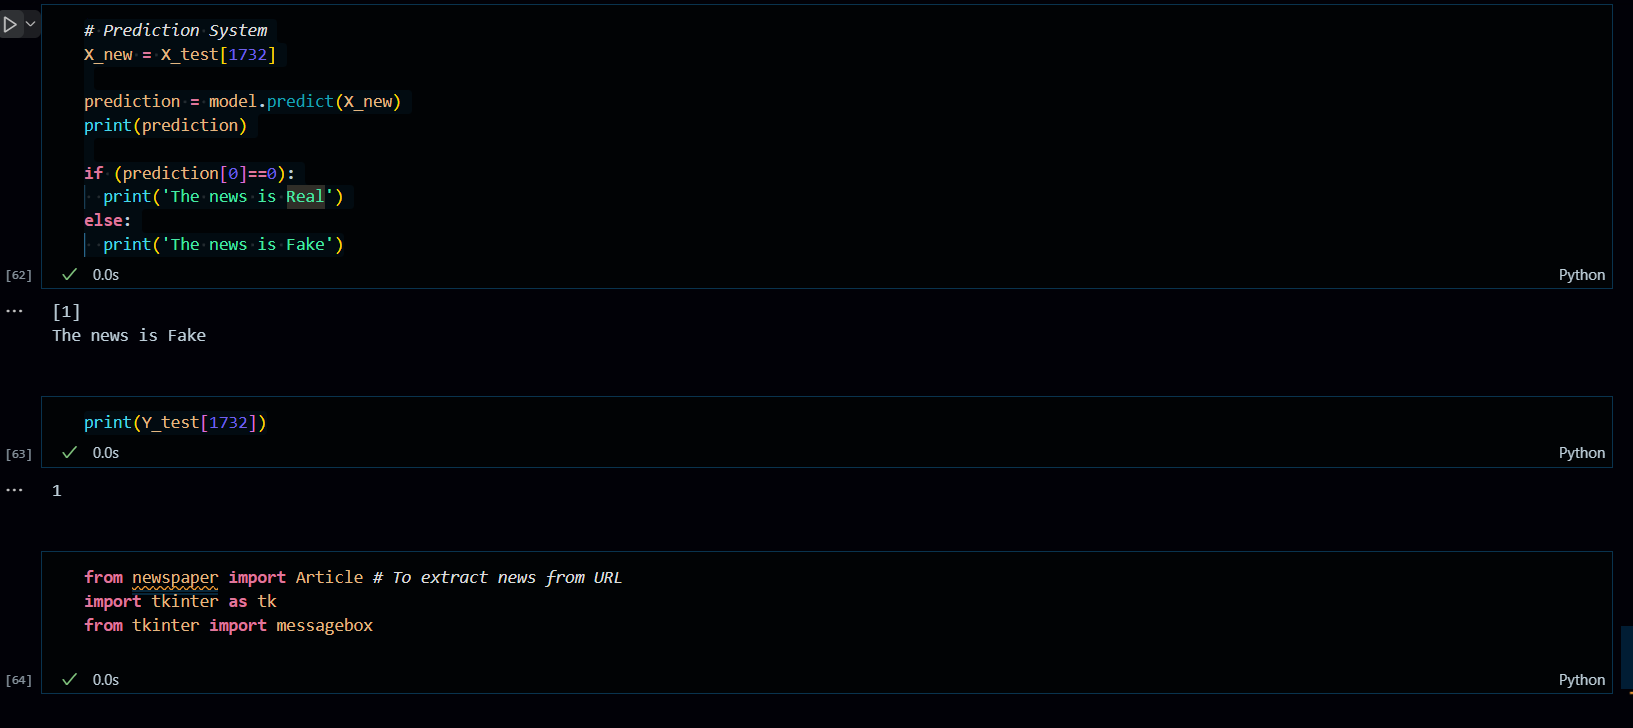 # Prediction System
X_new = X_test[1732]
prediction = model.predict(X_new)
print(prediction)
if (prediction[0]==0):
print('The news is Real')
else:
print('The news is Fake')
[62] 0.0s Python
[1]
The news is Fake
print(Y_test[1732])
[63] 0.0s Python
1
from newspaper import Article # To extract news from URL
import tkinter as tk
from tkinter import messagebox
[64] 0.0s Python